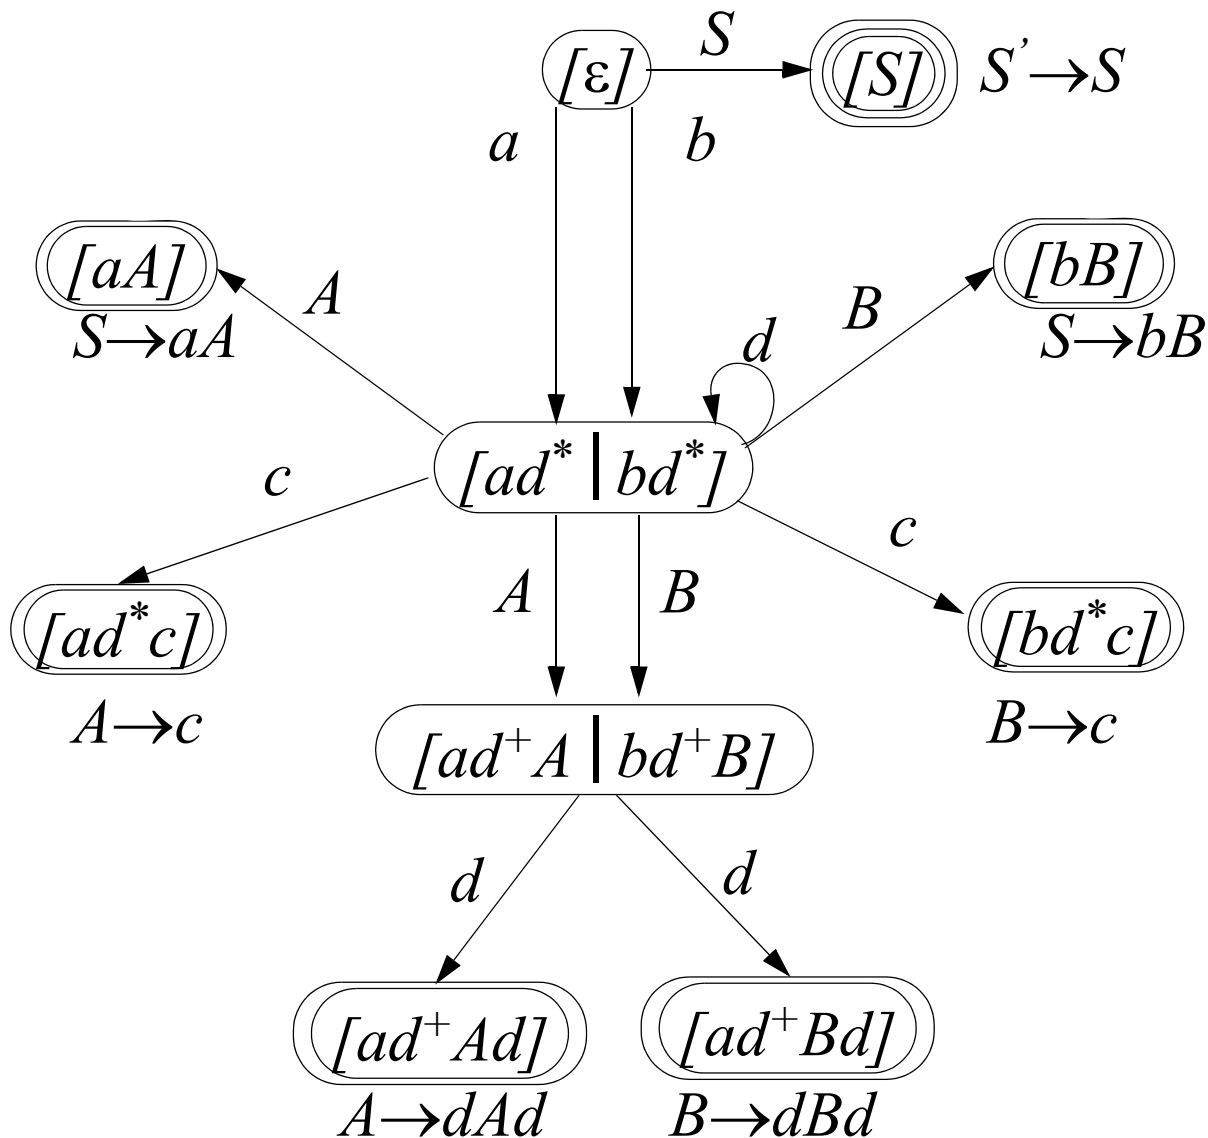 [ε] S [S] S'→S
a b
[aA] A B [bB]
S→aA d S→bB
[ad* | bd*]
c c
[ad*c] A B [bd*c]
A→c B→c
[ad⁺A | bd⁺B]
d d
[ad⁺Ad] [ad⁺Bd]
A→dAd B→dBd